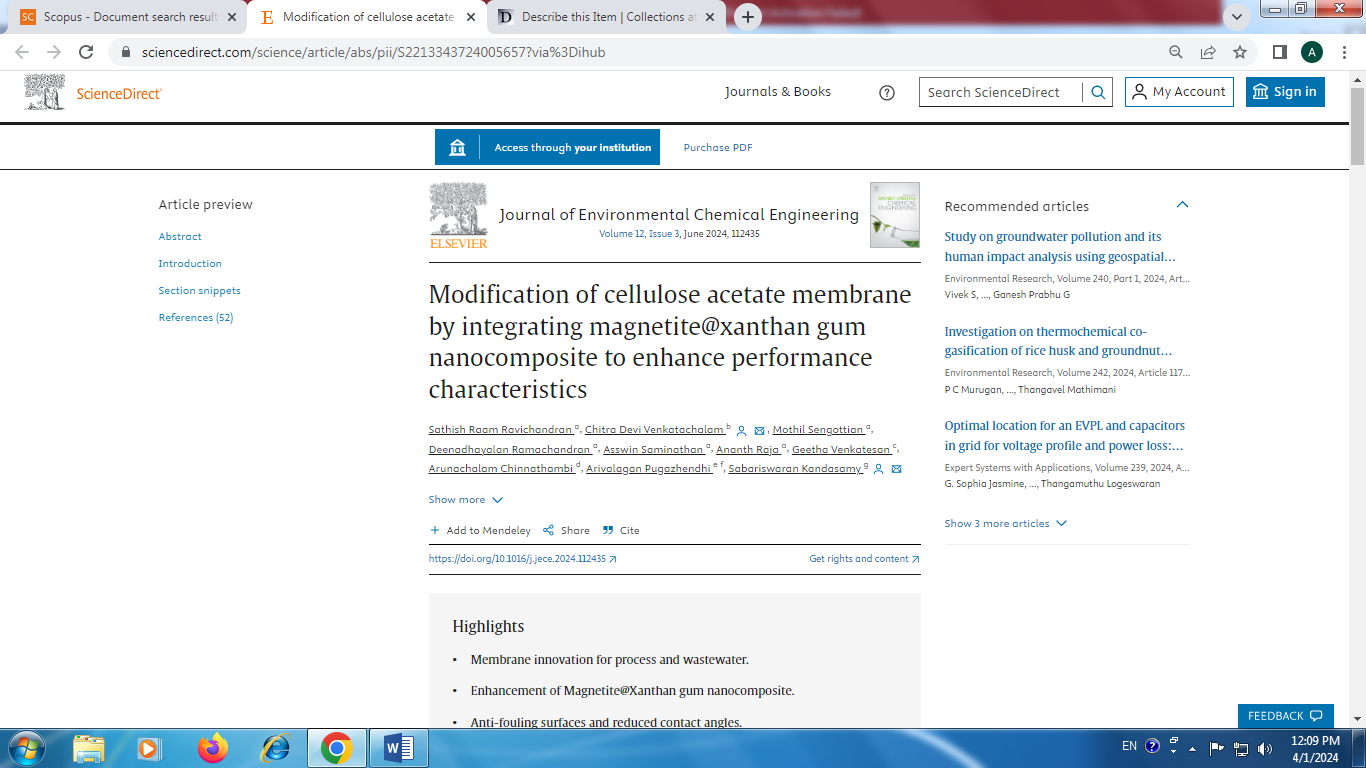 Scopus - Document search result
Modification of cellulose acetate
Describe this Item | Collections a
sciencedirect.com/science/article/abs/pii/S2213343724005657?via%3Dihub
A
ScienceDirect
Journals & Books
Search ScienceDirect
My Account
Sign in
Access through your institution
Purchase PDF
Article preview
Abstract
Introduction
Section snippets
References (52)
ELSEVIER
Journal of Environmental Chemical Engineering
Volume 12, Issue 3, June 2024, 112435
Modification of cellulose acetate membrane
by integrating magnetite@xanthan gum
nanocomposite to enhance performance
characteristics
Sathish Raam Ravichandran a, Chitra Devi Venkatachalam b, Mothil Sengottian a,
Deenadhayalan Ramachandran a, Asswin Saminathan a, Ananth Raja a, Geetha Venkatesan c,
Arunachalam Chinnathambi d, Arivalagan Pugazhendhi e f, Sabariswaran Kandasamy g
Show more
Add to Mendeley
Share
Cite
https://doi.org/10.1016/j.jece.2024.112435
Get rights and content
Highlights
• Membrane innovation for process and wastewater.
• Enhancement of Magnetite@Xanthan gum nanocomposite.
• Anti-fouling surfaces and reduced contact angles.
Recommended articles
Study on groundwater pollution and its
human impact analysis using geospatial…
Environmental Research, Volume 240, Part 1, 2024, Art…
Vivek S, …, Ganesh Prabhu G
Investigation on thermochemical co-
gasification of rice husk and groundnut…
Environmental Research, Volume 242, 2024, Article 117…
P C Murugan, …, Thangavel Mathimani
Optimal location for an EVPL and capacitors
in grid for voltage profile and power loss:…
Expert Systems with Applications, Volume 239, 2024, A…
G. Sophia Jasmine, …, Thangamuthu Logeswaran
Show 3 more articles
FEEDBACK
EN
12:09 PM
4/1/2024